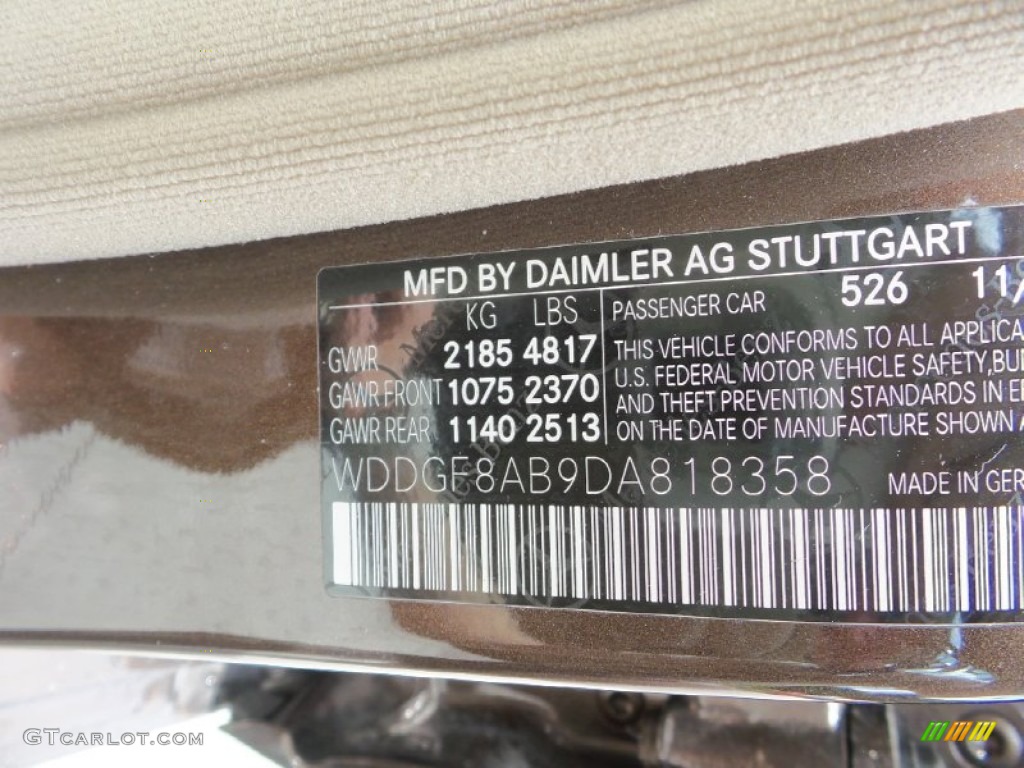 MFD BY DAIMLER AG STUTTGART
KG LBS PASSENGER CAR 526 11/
GVWR 2185 4817 THIS VEHICLE CONFORMS TO ALL APPLICA
GAWR FRONT 1075 2370 U.S. FEDERAL MOTOR VEHICLE SAFETY, BU
GAWR REAR 1140 2513 AND THEFT PREVENTION STANDARDS IN E
ON THE DATE OF MANUFACTURE SHOWN
WDDGF8AB9DA818358 MADE IN GER
GTCarLot.com